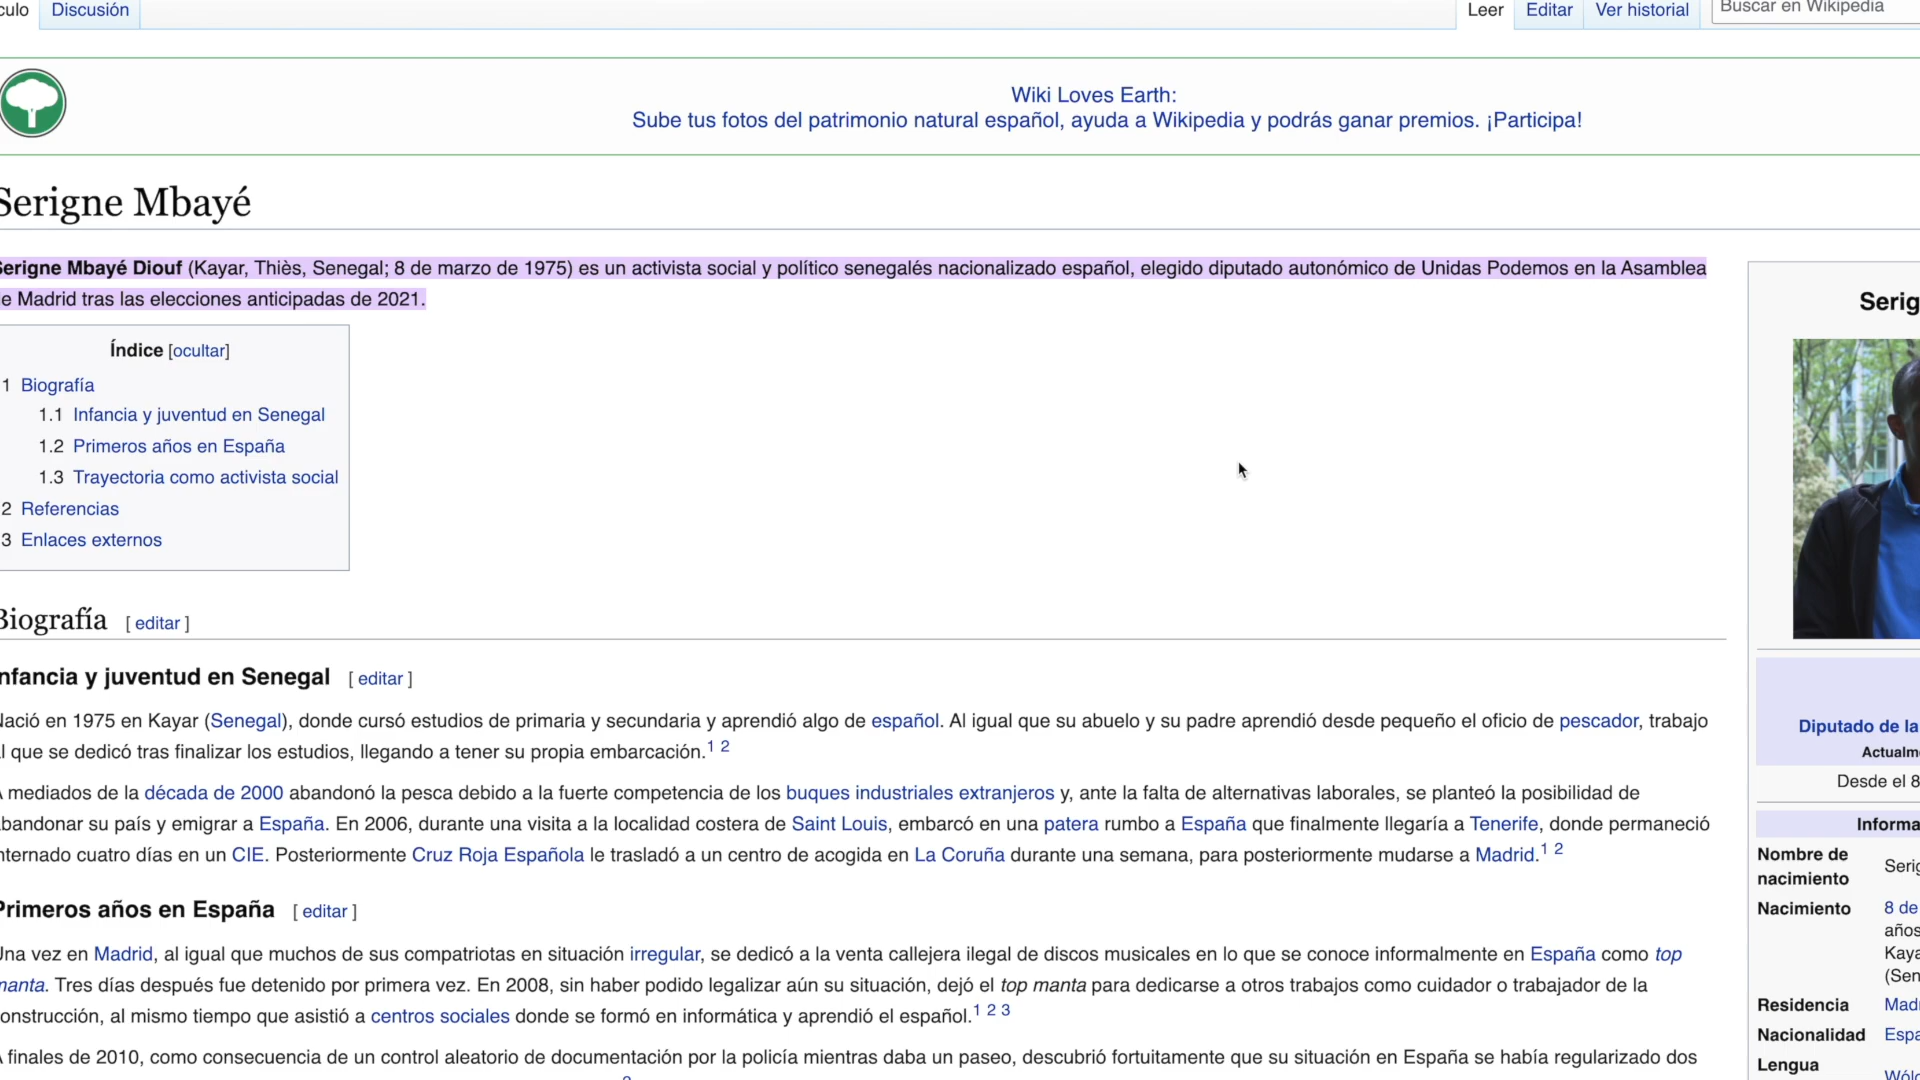 culo
Discusión
Leer
Editar
Ver historial
Buscar en Wikipedia
Wiki Loves Earth:
Sube tus fotos del patrimonio natural español, ayuda a Wikipedia y podrás ganar premios. ¡Participa!
Serigne Mbayé
Serigne Mbayé Diouf (Kayar, Thiès, Senegal; 8 de marzo de 1975) es un activista social y político senegalés nacionalizado español, elegido diputado autonómico de Unidas Podemos en la Asamblea
e Madrid tras las elecciones anticipadas de 2021.
Índice [ocultar]
1 Biografía
1.1 Infancia y juventud en Senegal
1.2 Primeros años en España
1.3 Trayectoria como activista social
2 Referencias
3 Enlaces externos
Biografía [ editar ]
nfancia y juventud en Senegal [ editar ]
Nació en 1975 en Kayar (Senegal), donde cursó estudios de primaria y secundaria y aprendió algo de español. Al igual que su abuelo y su padre aprendió desde pequeño el oficio de pescador, trabajo
l que se dedicó tras finalizar los estudios, llegando a tener su propia embarcación.1 2
A mediados de la década de 2000 abandonó la pesca debido a la fuerte competencia de los buques industriales extranjeros y, ante la falta de alternativas laborales, se planteó la posibilidad de
bandonar su país y emigrar a España. En 2006, durante una visita a la localidad costera de Saint Louis, embarcó en una patera rumbo a España que finalmente llegaría a Tenerife, donde permaneció
nternado cuatro días en un CIE. Posteriormente Cruz Roja Española le trasladó a un centro de acogida en La Coruña durante una semana, para posteriormente mudarse a Madrid.1 2
Primeros años en España [ editar ]
Una vez en Madrid, al igual que muchos de sus compatriotas en situación irregular, se dedicó a la venta callejera ilegal de discos musicales en lo que se conoce informalmente en España como top
manta. Tres días después fue detenido por primera vez. En 2008, sin haber podido legalizar aún su situación, dejó el top manta para dedicarse a otros trabajos como cuidador o trabajador de la
onstrucción, al mismo tiempo que asistió a centros sociales donde se formó en informática y aprendió el español.1 2 3
A finales de 2010, como consecuencia de un control aleatorio de documentación por la policía mientras daba un paseo, descubrió fortuitamente que su situación en España se había regularizado dos
Serig
Diputado de la
Actualm
Desde el 8
Informa
Nombre de
nacimiento
Serig
Nacimiento
8 de
años
Kaya
(Sen
Residencia
Madr
Nacionalidad
Espa
Lengua
Wólo